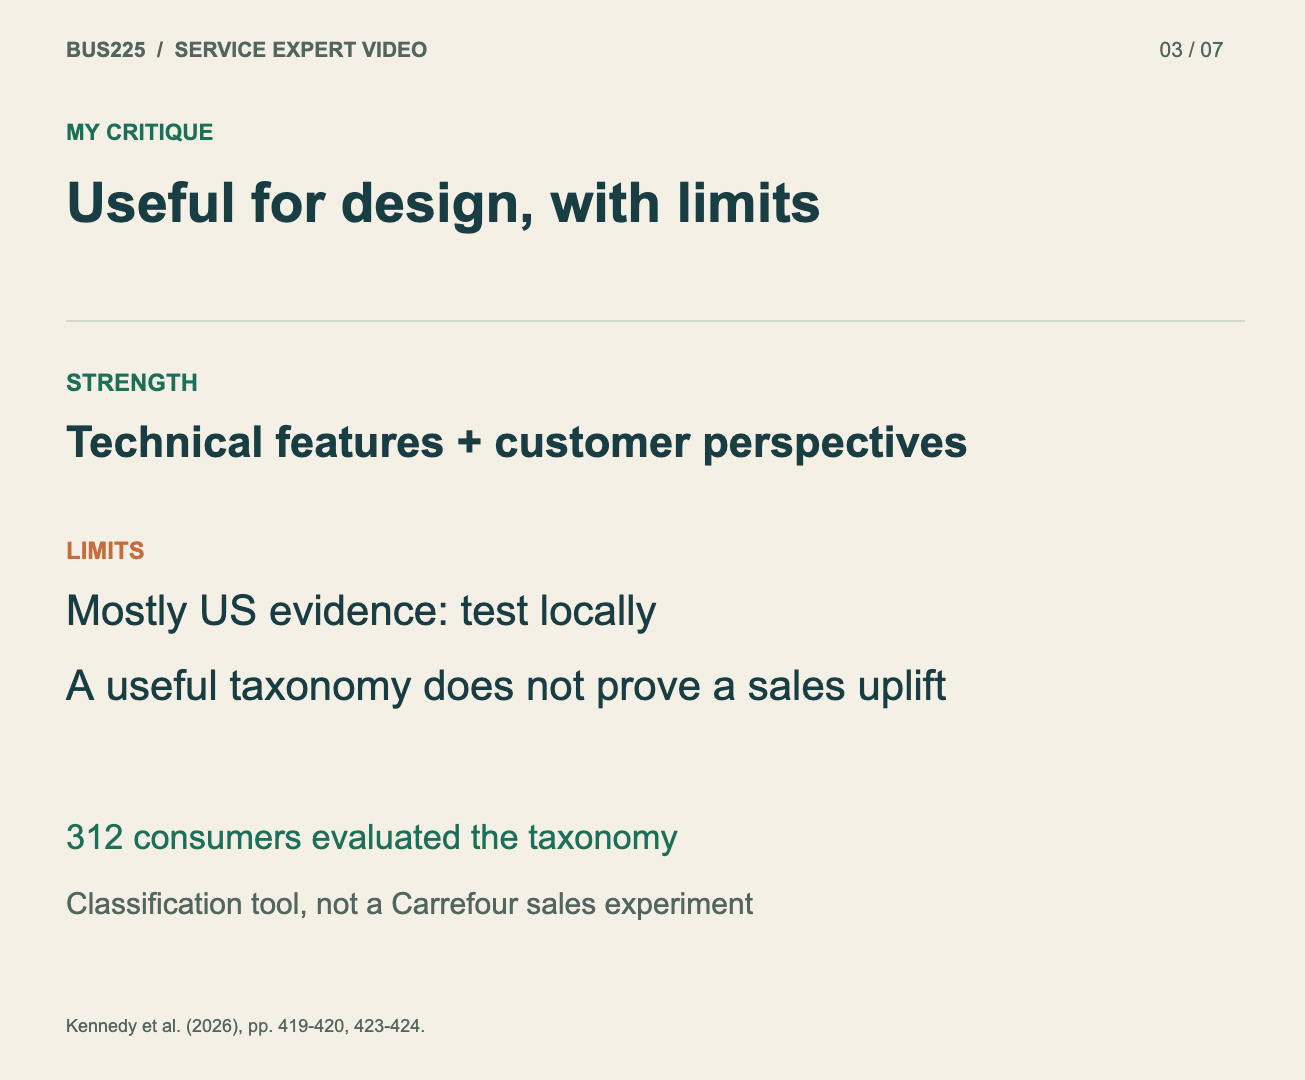 BUS225 / SERVICE EXPERT VIDEO
03 / 07
MY CRITIQUE
Useful for design, with limits
STRENGTH
Technical features + customer perspectives
LIMITS
Mostly US evidence: test locally
A useful taxonomy does not prove a sales uplift
312 consumers evaluated the taxonomy
Classification tool, not a Carrefour sales experiment
Kennedy et al. (2026), pp. 419-420, 423-424.